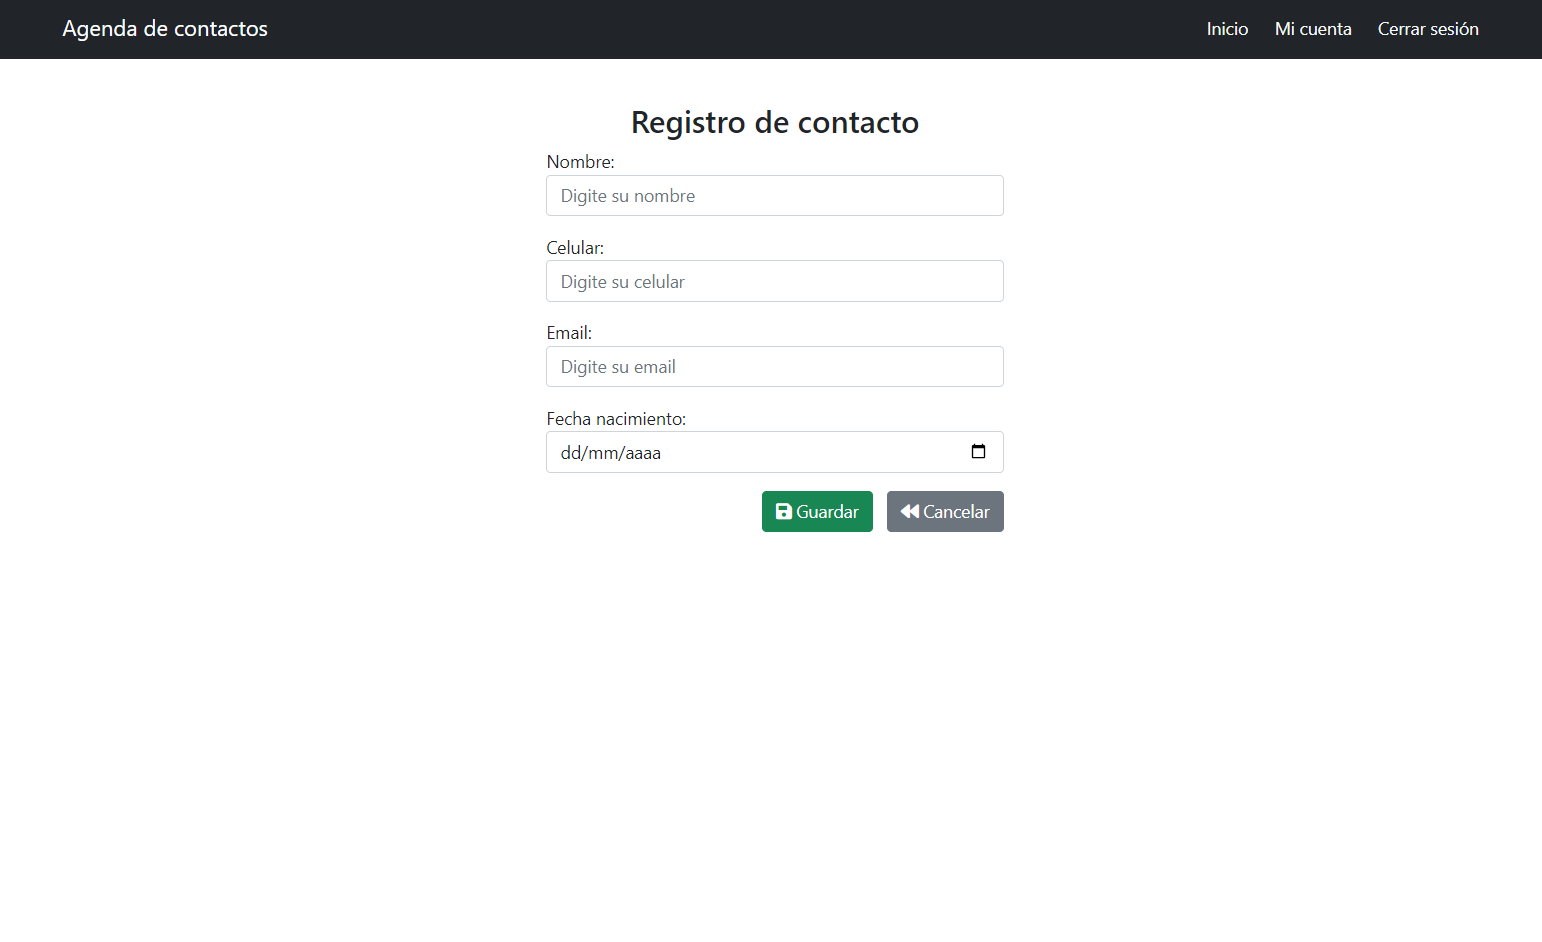 Agenda de contactos
Inicio Mi cuenta Cerrar sesión
Registro de contacto
Nombre:
Digite su nombre
Celular:
Digite su celular
Email:
Digite su email
Fecha nacimiento:
dd/mm/aaaa
Guardar Cancelar